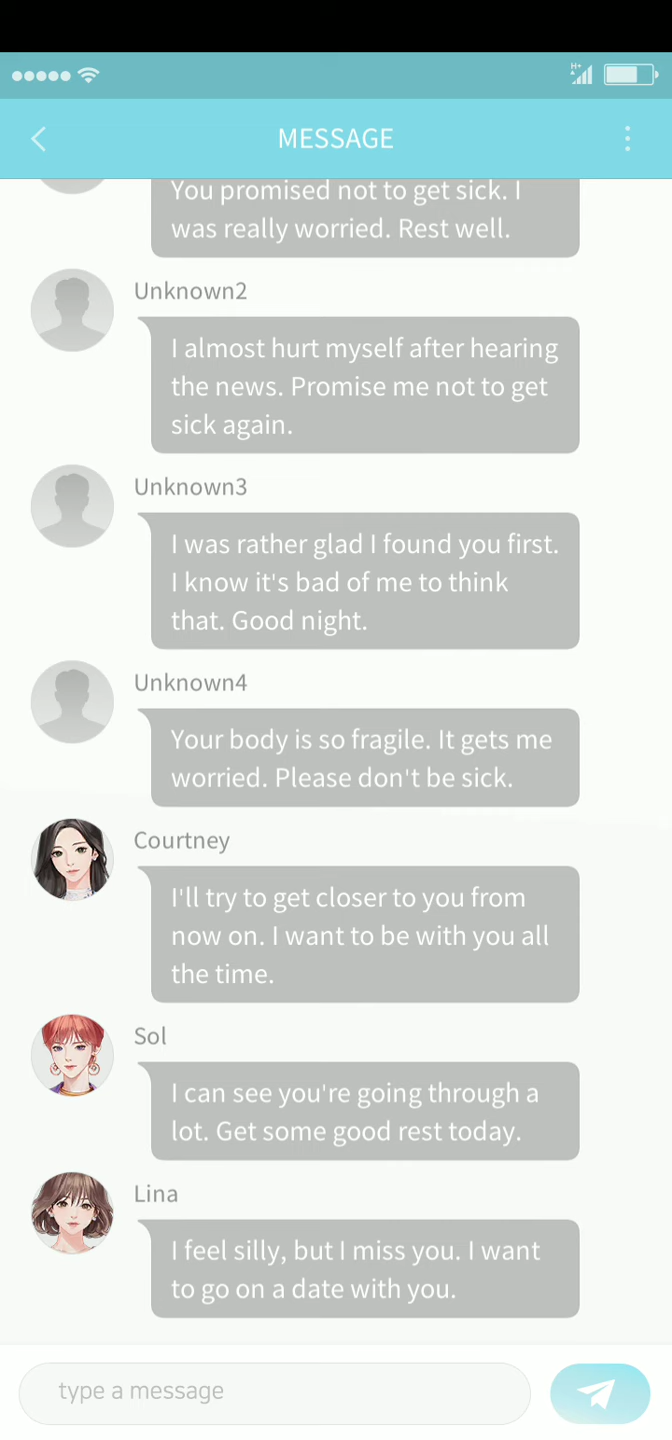 H+
MESSAGE
You promised not to get sick. I
was really worried. Rest well.
Unknown2
I almost hurt myself after hearing
the news. Promise me not to get
sick again.
Unknown3
I was rather glad I found you first.
I know it's bad of me to think
that. Good night.
Unknown4
Your body is so fragile. It gets me
worried. Please don't be sick.
Courtney
I'll try to get closer to you from
now on. I want to be with you all
the time.
Sol
I can see you're going through a
lot. Get some good rest today.
Lina
I feel silly, but I miss you. I want
to go on a date with you.
type a message